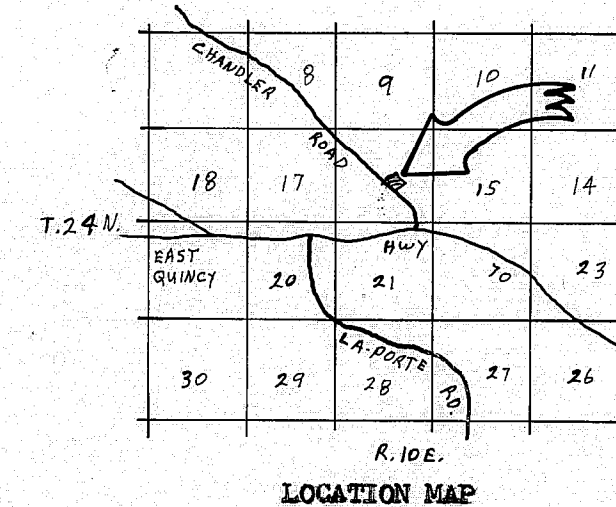 CHANDLER ROAD
8 9 10 11
18 17 15 14
T.24N.
HWY 70
EAST
QUINCY
20 21 23
LA-PORTE RD.
30 29 28 27 26
R.10E.
LOCATION MAP